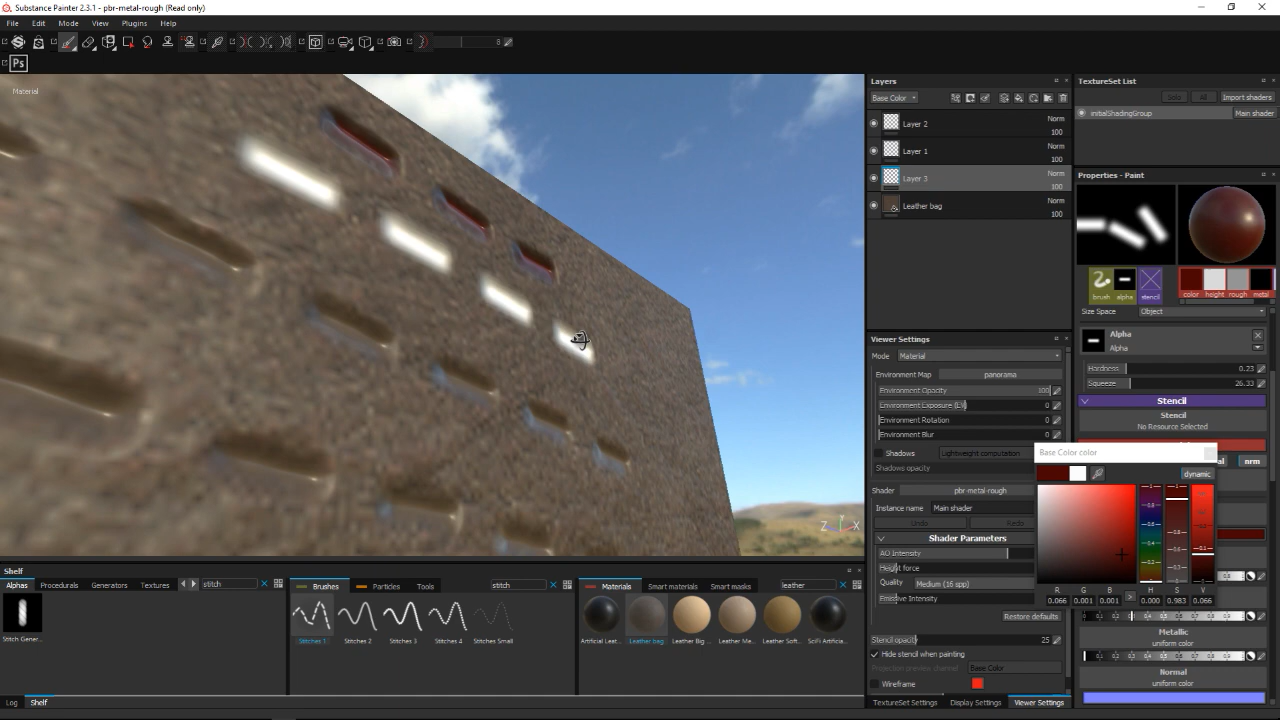 Substance Painter 2.3.1 - pbr-metal-rough (Read only)
File Edit Mode View Plugins Help
8
Ps
Material
Z X
Layers
Base Color
Layer 2 Norm
100
Layer 1 Norm
100
Layer 3 Norm
100
Leather bag Norm
100
TextureSet List
Solo All Import shaders
initialShadingGroup Main shader
Properties - Paint
brush alpha stencil color height rough metal
Size Space Object
Alpha
Alpha
Hardness 0.23
Squeeze 26.33
Stencil
Stencil
No Resource Selected
nrm
Viewer Settings
Mode Material
Environment Map panorama
Environment Opacity 100
Environment Exposure (EV) 0
Environment Rotation 0
Environment Blur 0
Shadows Lightweight computation
Shadows opacity
Shader pbr-metal-rough
Instance name Main shader
Undo Redo
Shader Parameters
AO Intensity
Height force
Quality Medium (16 spp)
Emissive Intensity
Restore defaults
Stencil opacity 25
Hide stencil when painting
Projection preview channel Base Color
Wireframe
TextureSet Settings Display Settings Viewer Settings
Base Color color
dynamic
R G B H S V
0.066 0.001 0.001 > 0.000 0.983 0.066
Metallic
uniform color
Normal
uniform color
Shelf
Alphas Procedurals Generators Textures stitch
Stitch Gener...
Brushes Particles Tools stitch
Stitches 1 Stitches 2 Stitches 3 Stitches 4 Stitches Small
Materials Smart materials Smart masks leather
Artificial Leat... Leather bag Leather Big ... Leather Me... Leather Soft... SciFi Artificia...
Log Shelf